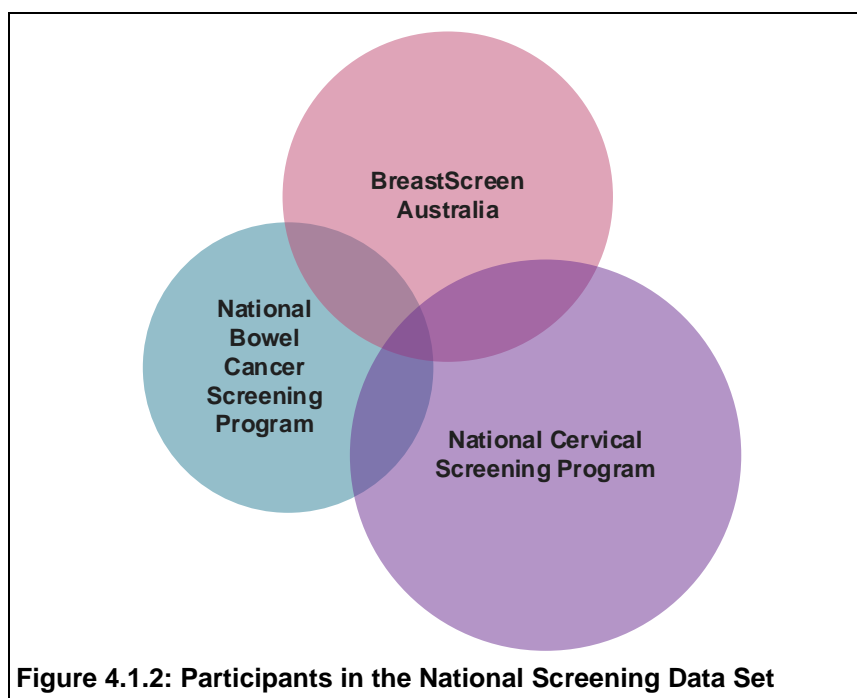 BreastScreen
Australia
National
Bowel
Cancer
Screening
Program
National Cervical
Screening Program
Figure 4.1.2: Participants in the National Screening Data Set